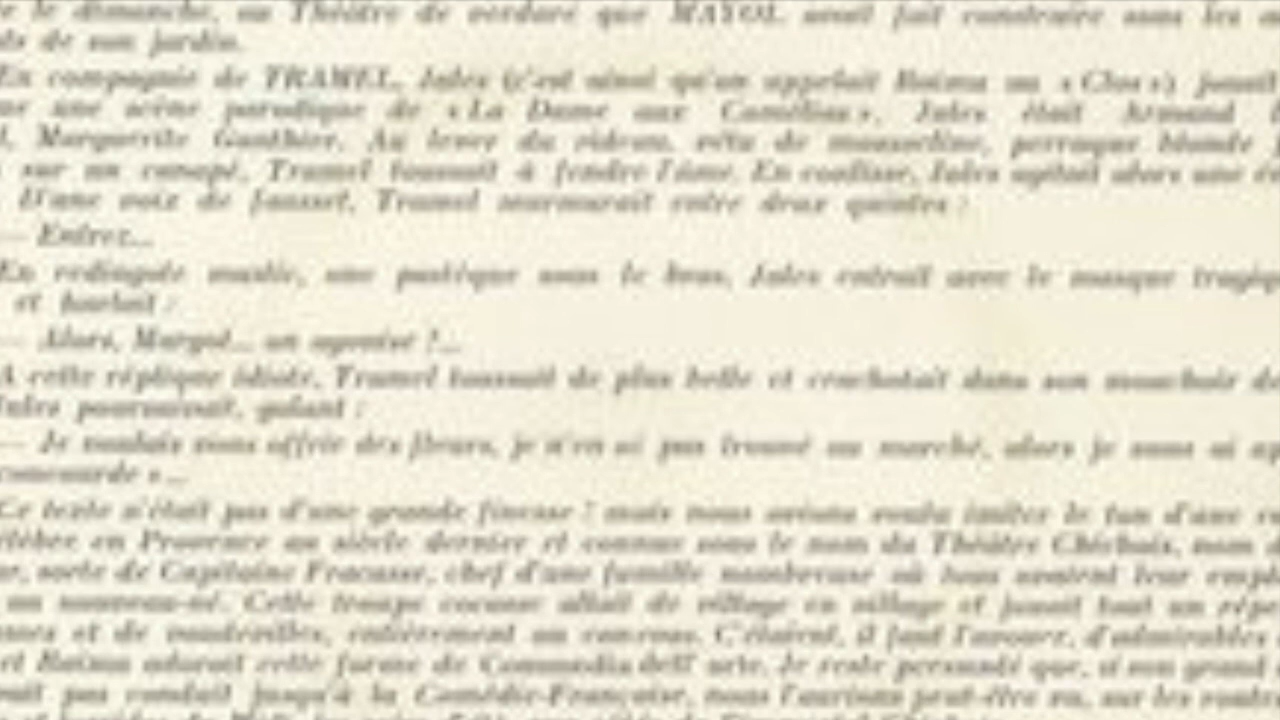 le dimanche, au Théâtre de verdure que MAYOL avait fait construire sous les
de son jardin.
En compagnie de TRAMEL, Jules (c'est ainsi qu'on appelait Raimu au « Clos ») jouait
une scène parodique de « La Dame aux Camélias ». Jules était Armand
Marguerite Gauthier. Au lever du rideau, vêtu de mousseline, perruque blonde
sur un canapé, Tramel toussait à fendre l'âme. En coulisse, Jules agitait alors une
D'une voix de fausset, Tramel murmurait entre deux quintes :
— Entrez...
En redingote une pastèque sous le bras, Jules entrait avec le masque
et hurlait :
— Alors, Margot... on agonise ?...
A cette réplique idiote, Tramel toussait de plus belle et crachotait dans son mouchoir
Jules poursuivait, galant :
— Je voulais vous offrir des fleurs, je n'en ai pas trouvé au marché, alors je vous ai
»...
Ce texte n'était pas d'une grande finesse ! mais nous avions voulu imiter le ton d'une
célèbre en Provence au siècle dernier et connue sous le nom du Théâtre Chichois, nom
sorte de Capitaine Fracasse, chef d'une famille nombreuse où tous avaient leur
au nouveau-né. Cette troupe cocasse allait de village en village et jouait tout un
et de vaudevilles, entièrement au canevas. C'étaient, il faut l'avouer, d'admirables
et Raimu adorait cette forme de Commedia dell' arte. Je reste persuadé que, si son grand
pas conduit jusqu'à la Comédie-Française, nous l'aurions peut-être vu, sur les routes